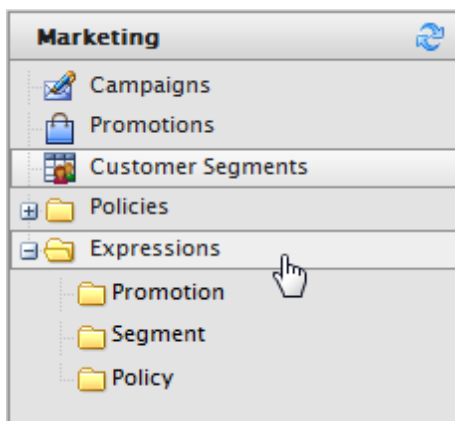 Marketing
Campaigns
Promotions
Customer Segments
Policies
Expressions
Promotion
Segment
Policy